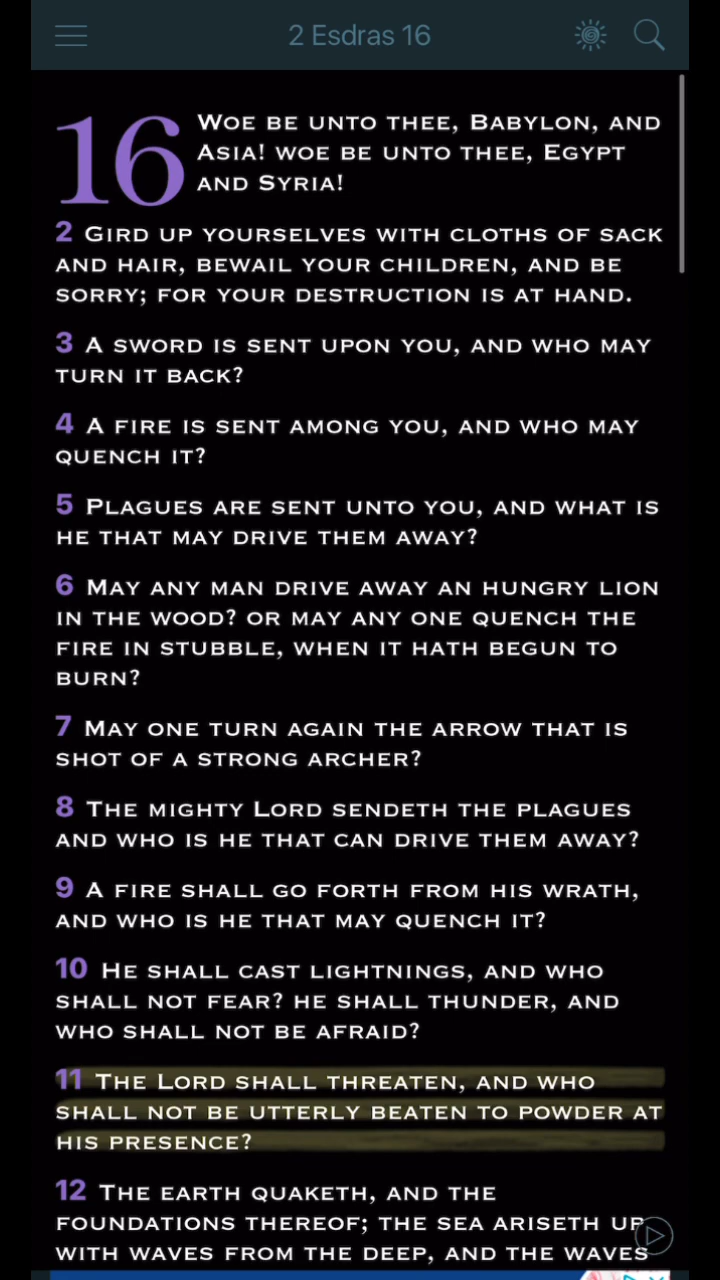 2 Esdras 16
16 Woe be unto thee, Babylon, and
Asia! woe be unto thee, Egypt
and Syria!
2 Gird up yourselves with cloths of sack
and hair, bewail your children, and be
sorry; for your destruction is at hand.
3 A sword is sent upon you, and who may
turn it back?
4 A fire is sent among you, and who may
quench it?
5 Plagues are sent unto you, and what is
he that may drive them away?
6 May any man drive away an hungry lion
in the wood? or may any one quench the
fire in stubble, when it hath begun to
burn?
7 May one turn again the arrow that is
shot of a strong archer?
8 The mighty Lord sendeth the plagues
and who is he that can drive them away?
9 A fire shall go forth from his wrath,
and who is he that may quench it?
10 He shall cast lightnings, and who
shall not fear? he shall thunder, and
who shall not be afraid?
11 The Lord shall threaten, and who
shall not be utterly beaten to powder at
his presence?
12 The earth quaketh, and the
foundations thereof; the sea ariseth up
with waves from the deep, and the waves